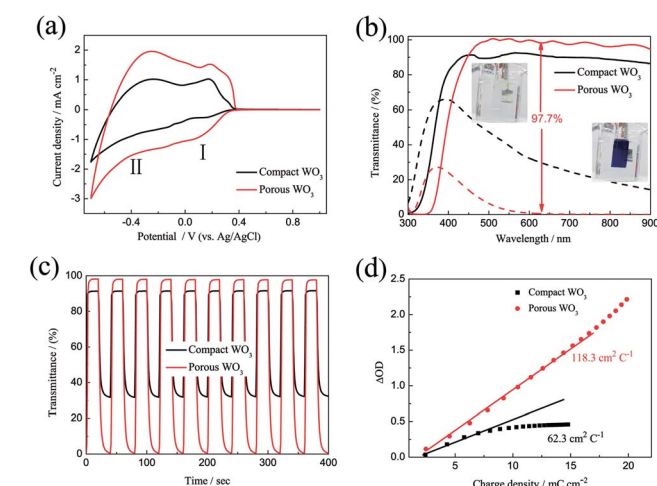 (a)
2
1
0
-1
-2
-3
Current density / mA cm⁻²
II
I
Compact WO₃
Porous WO₃
-0.4
0.0
0.4
0.8
Potential / V (vs. Ag/AgCl)
(b)
100
80
60
40
20
0
Transmittance / (%)
Compact WO₃
Porous WO₃
97.7%
300
400
500
600
700
800
900
Wavelength / nm
(c)
100
80
60
40
20
0
Transmittance / (%)
Compact WO₃
Porous WO₃
0
100
200
300
400
Time / sec
(d)
2.5
2.0
1.5
1.0
0.5
0.0
ΔOD
Compact WO₃
Porous WO₃
118.3 cm² C⁻¹
62.3 cm² C⁻¹
5
10
15
20
Charge density / mC cm⁻²